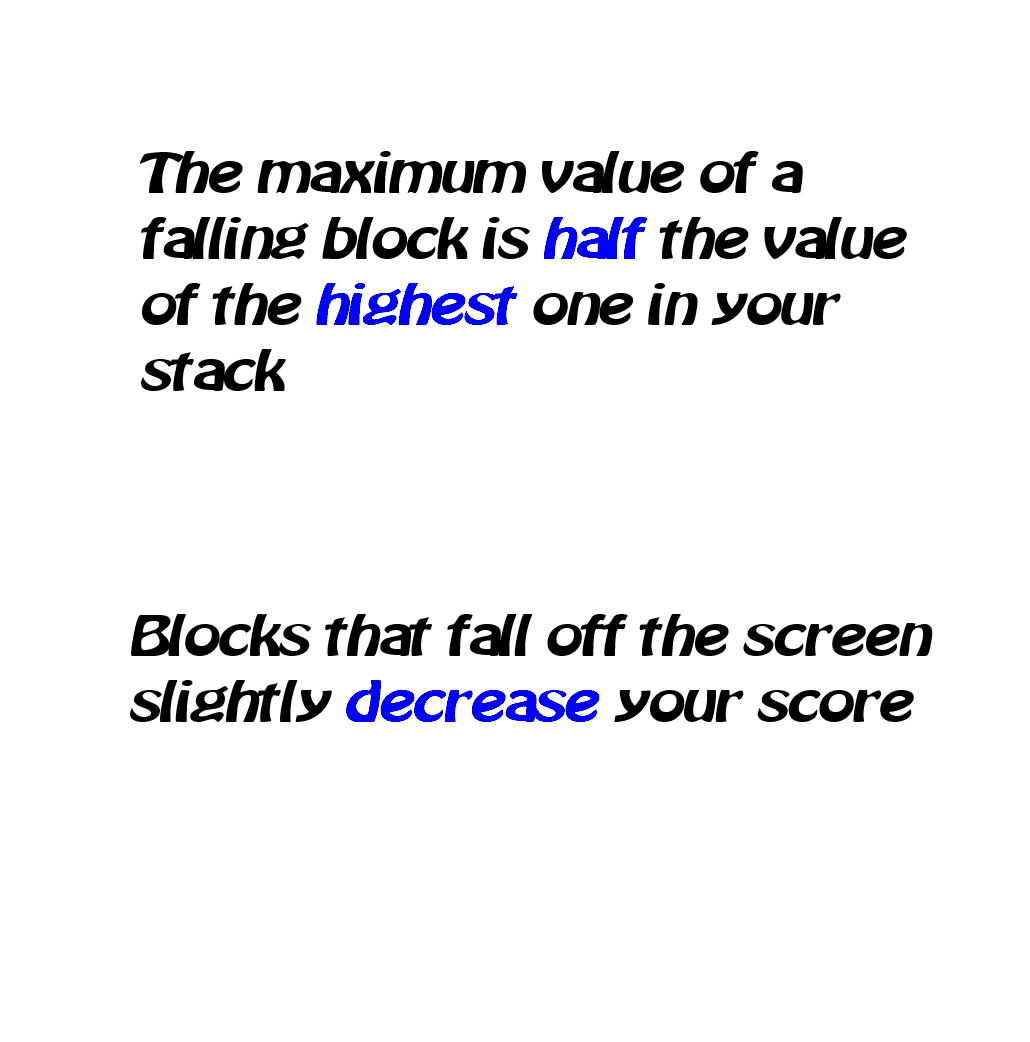 The maximum value of a
falling block is half the value
of the highest one in your
stack
Blocks that fall off the screen
slightly decrease your score